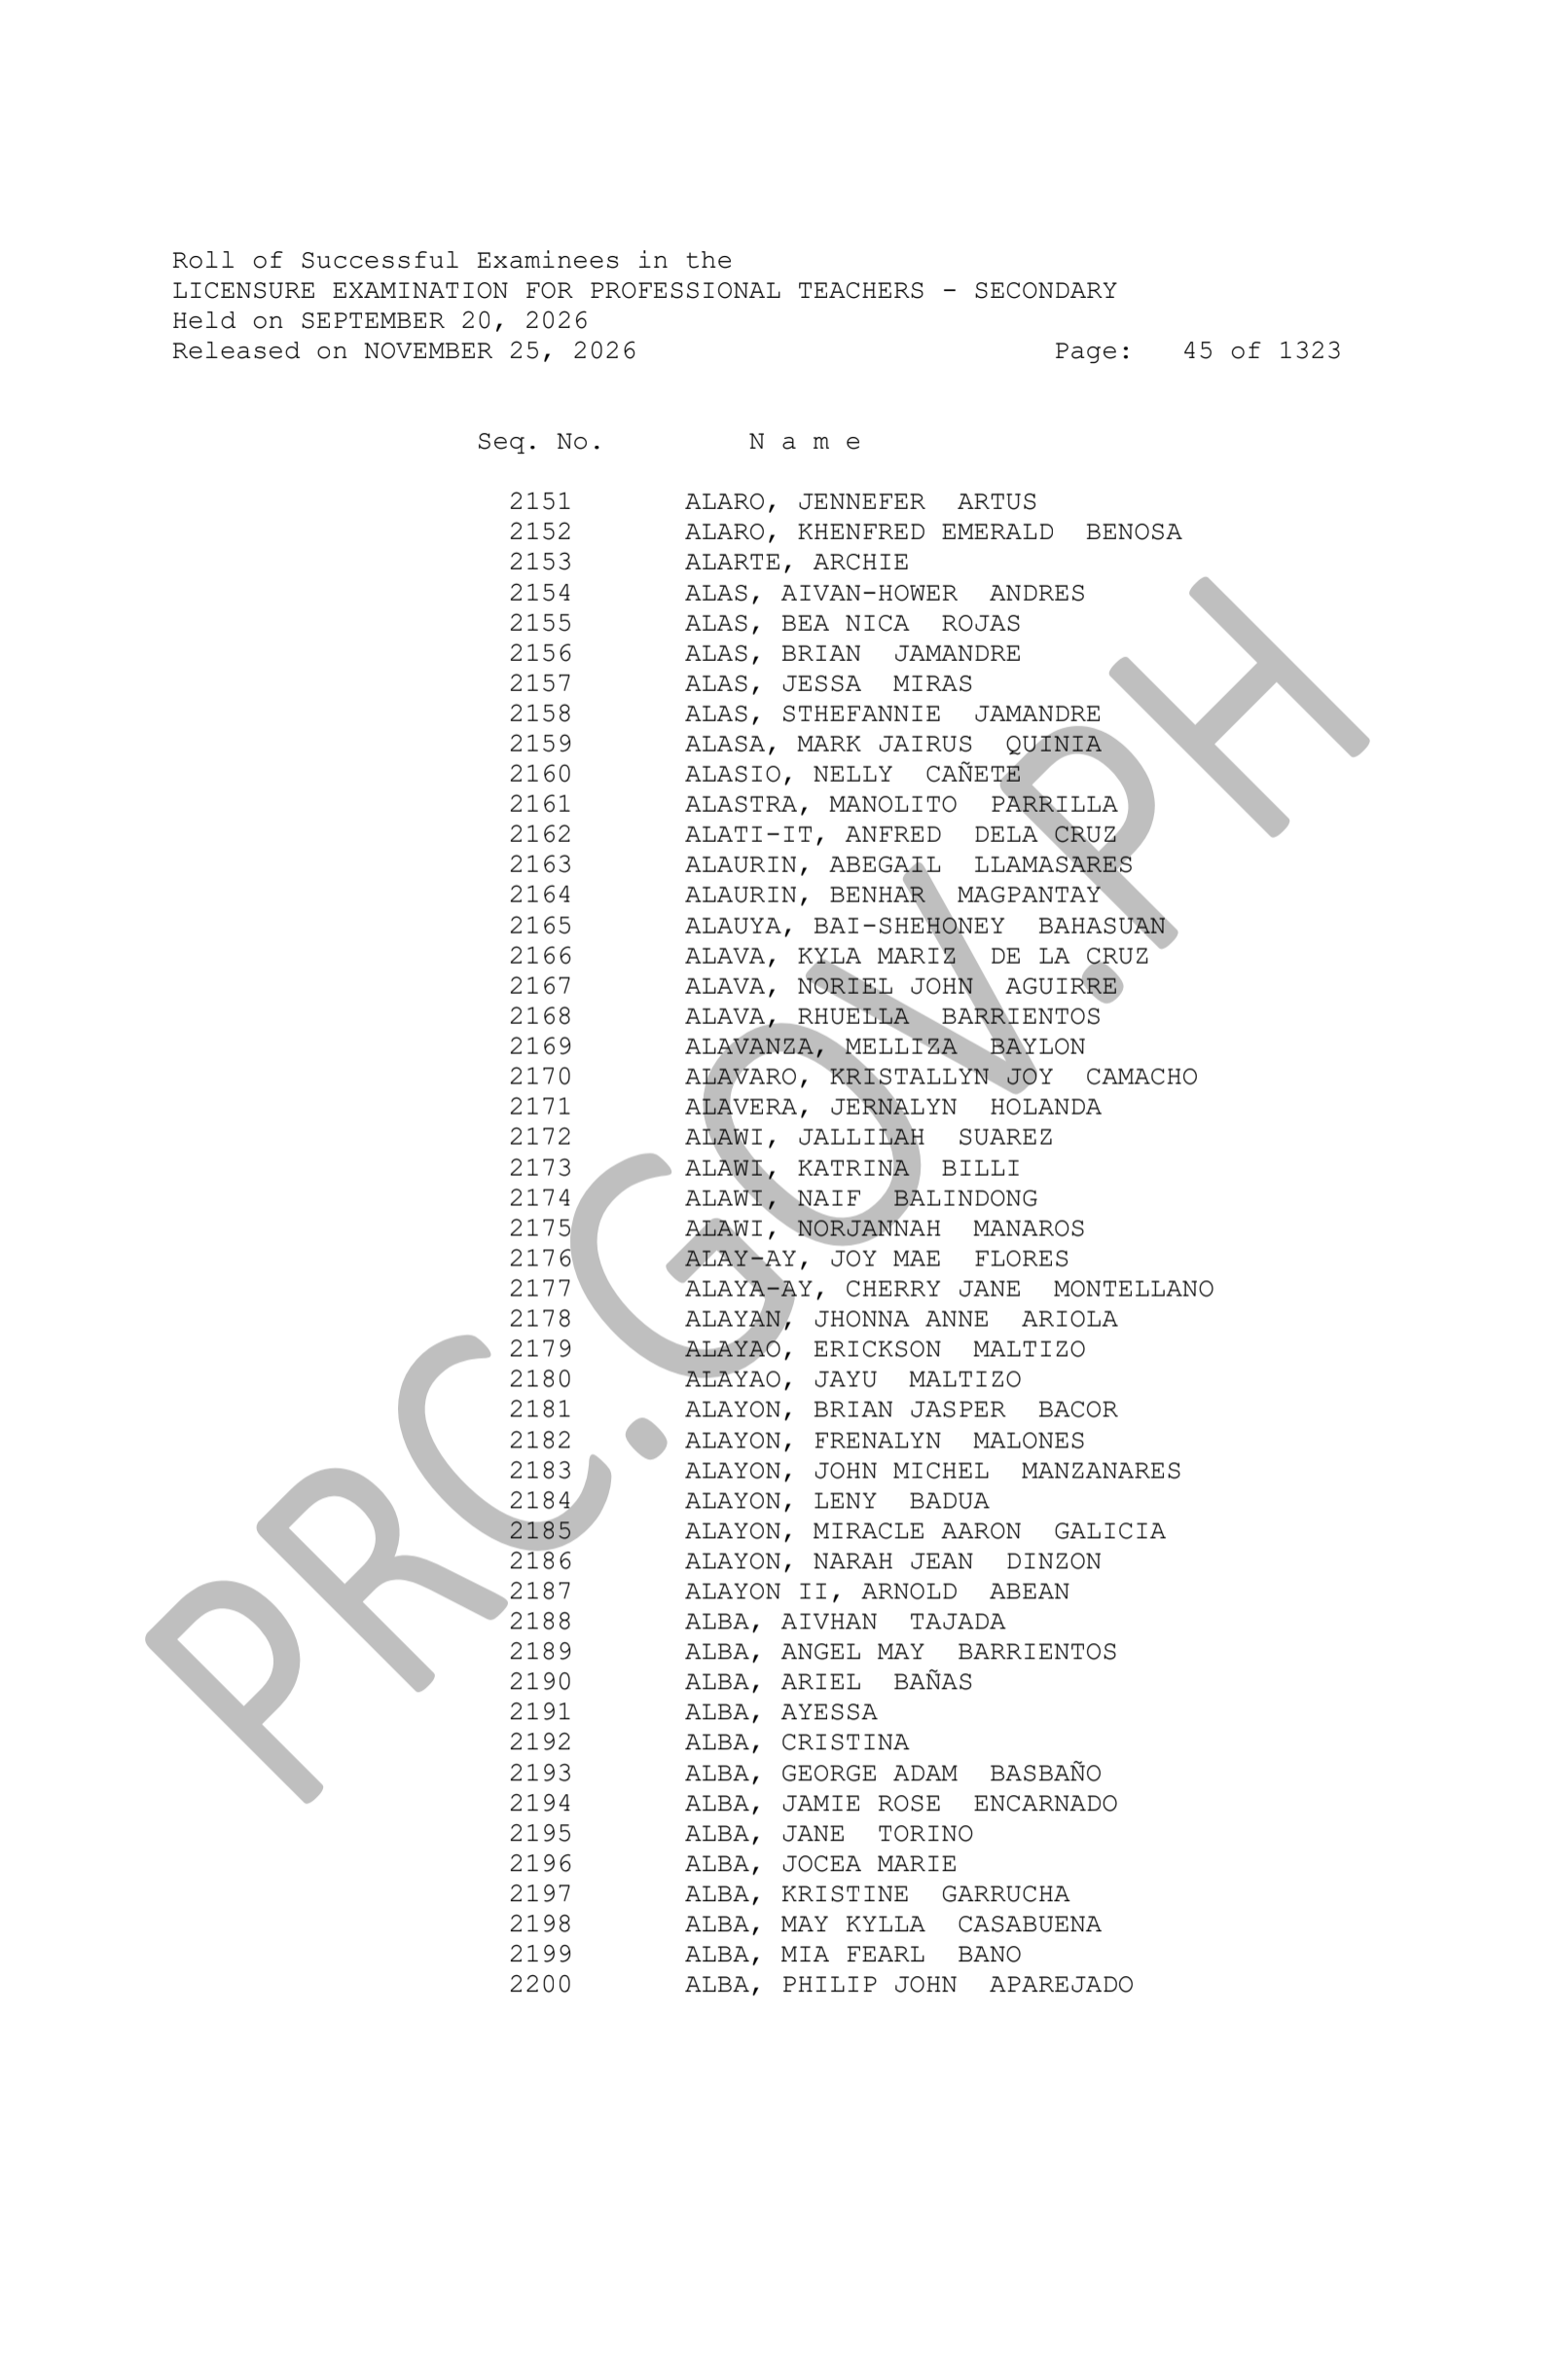 Roll of Successful Examinees in the
LICENSURE EXAMINATION FOR PROFESSIONAL TEACHERS - SECONDARY
Held on SEPTEMBER 20, 2026
Released on NOVEMBER 25, 2026 Page: 45 of 1323
Seq. No. N a m e
2151 ALARO, JENNEFER ARTUS
2152 ALARO, KHENFRED EMERALD BENOSA
2153 ALARTE, ARCHIE
2154 ALAS, AIVAN-HOWER ANDRES
2155 ALAS, BEA NICA ROJAS
2156 ALAS, BRIAN JAMANDRE
2157 ALAS, JESSA MIRAS
2158 ALAS, STHEFANNIE JAMANDRE
2159 ALASA, MARK JAIRUS QUINIA
2160 ALASIO, NELLY CAÑETE
2161 ALASTRA, MANOLITO PARRILLA
2162 ALATI-IT, ANFRED DELA CRUZ
2163 ALAURIN, ABEGAIL LLAMASARES
2164 ALAURIN, BENHAR MAGPANTAY
2165 ALAUYA, BAI-SHEHONEY BAHASUAN
2166 ALAVA, KYLA MARIZ DE LA CRUZ
2167 ALAVA, NORIEL JOHN AGUIRRE
2168 ALAVA, RHUELLA BARRIENTOS
2169 ALAVANZA, MELLIZA BAYLON
2170 ALAVARO, KRISTALLYN JOY CAMACHO
2171 ALAVERA, JERNALYN HOLANDA
2172 ALAWI, JALLILAH SUAREZ
2173 ALAWI, KATRINA BILLI
2174 ALAWI, NAIF BALINDONG
2175 ALAWI, NORJANNAH MANAROS
2176 ALAY-AY, JOY MAE FLORES
2177 ALAYA-AY, CHERRY JANE MONTELLANO
2178 ALAYAN, JHONNA ANNE ARIOLA
2179 ALAYAO, ERICKSON MALTIZO
2180 ALAYAO, JAYU MALTIZO
2181 ALAYON, BRIAN JASPER BACOR
2182 ALAYON, FRENALYN MALONES
2183 ALAYON, JOHN MICHEL MANZANARES
2184 ALAYON, LENY BADUA
2185 ALAYON, MIRACLE AARON GALICIA
2186 ALAYON, NARAH JEAN DINZON
2187 ALAYON II, ARNOLD ABEAN
2188 ALBA, AIVHAN TAJADA
2189 ALBA, ANGEL MAY BARRIENTOS
2190 ALBA, ARIEL BAÑAS
2191 ALBA, AYESSA
2192 ALBA, CRISTINA
2193 ALBA, GEORGE ADAM BASBAÑO
2194 ALBA, JAMIE ROSE ENCARNADO
2195 ALBA, JANE TORINO
2196 ALBA, JOCEA MARIE
2197 ALBA, KRISTINE GARRUCHA
2198 ALBA, MAY KYLLA CASABUENA
2199 ALBA, MIA FEARL BANO
2200 ALBA, PHILIP JOHN APAREJADO
PRC.GOV.PH